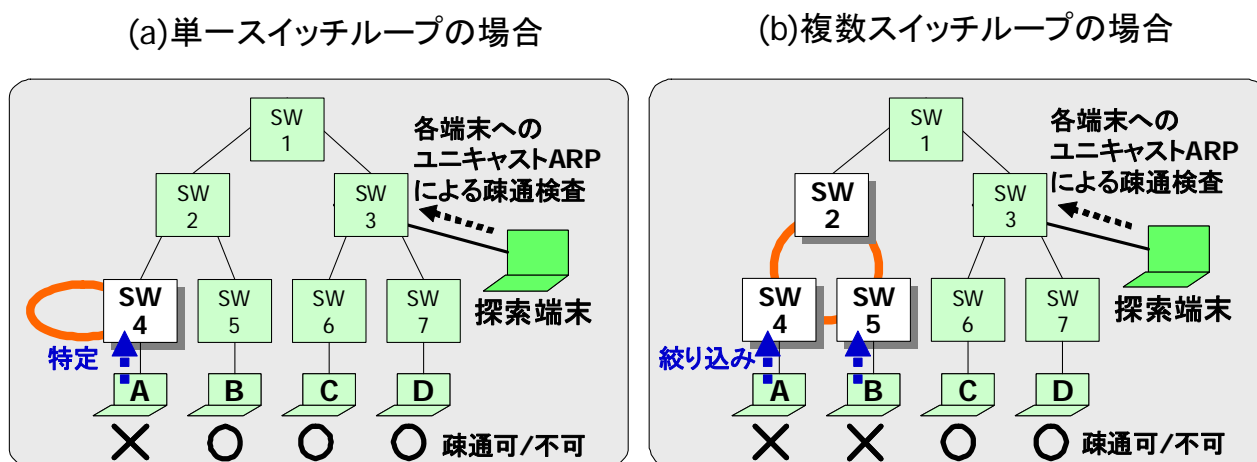 (a)単一スイッチループの場合
SW
1
各端末への
ユニキャストARP
による疎通検査
SW
2
SW
3
探索端末
SW
4
SW
5
SW
6
SW
7
特定
A
B
C
D
× ○ ○ ○ 疎通可/不可
(b)複数スイッチループの場合
SW
1
各端末への
ユニキャストARP
による疎通検査
SW
2
SW
3
探索端末
SW
4
SW
5
SW
6
SW
7
絞り込み
A
B
C
D
× × ○ ○ 疎通可/不可